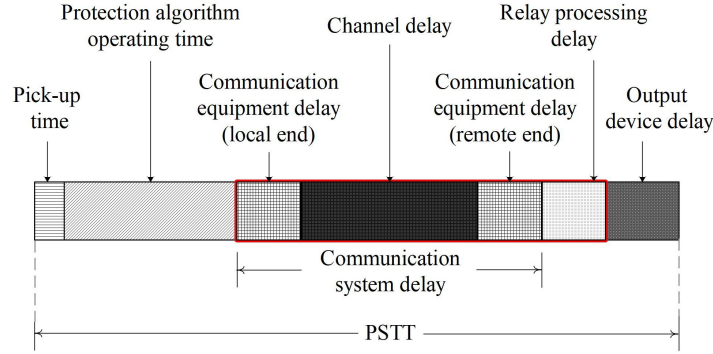 Protection algorithm
operating time
Channel delay
Relay processing
delay
Pick-up
time
Communication
equipment delay
(local end)
Communication
equipment delay
(remote end)
Output
device delay
Communication
system delay
PSTT